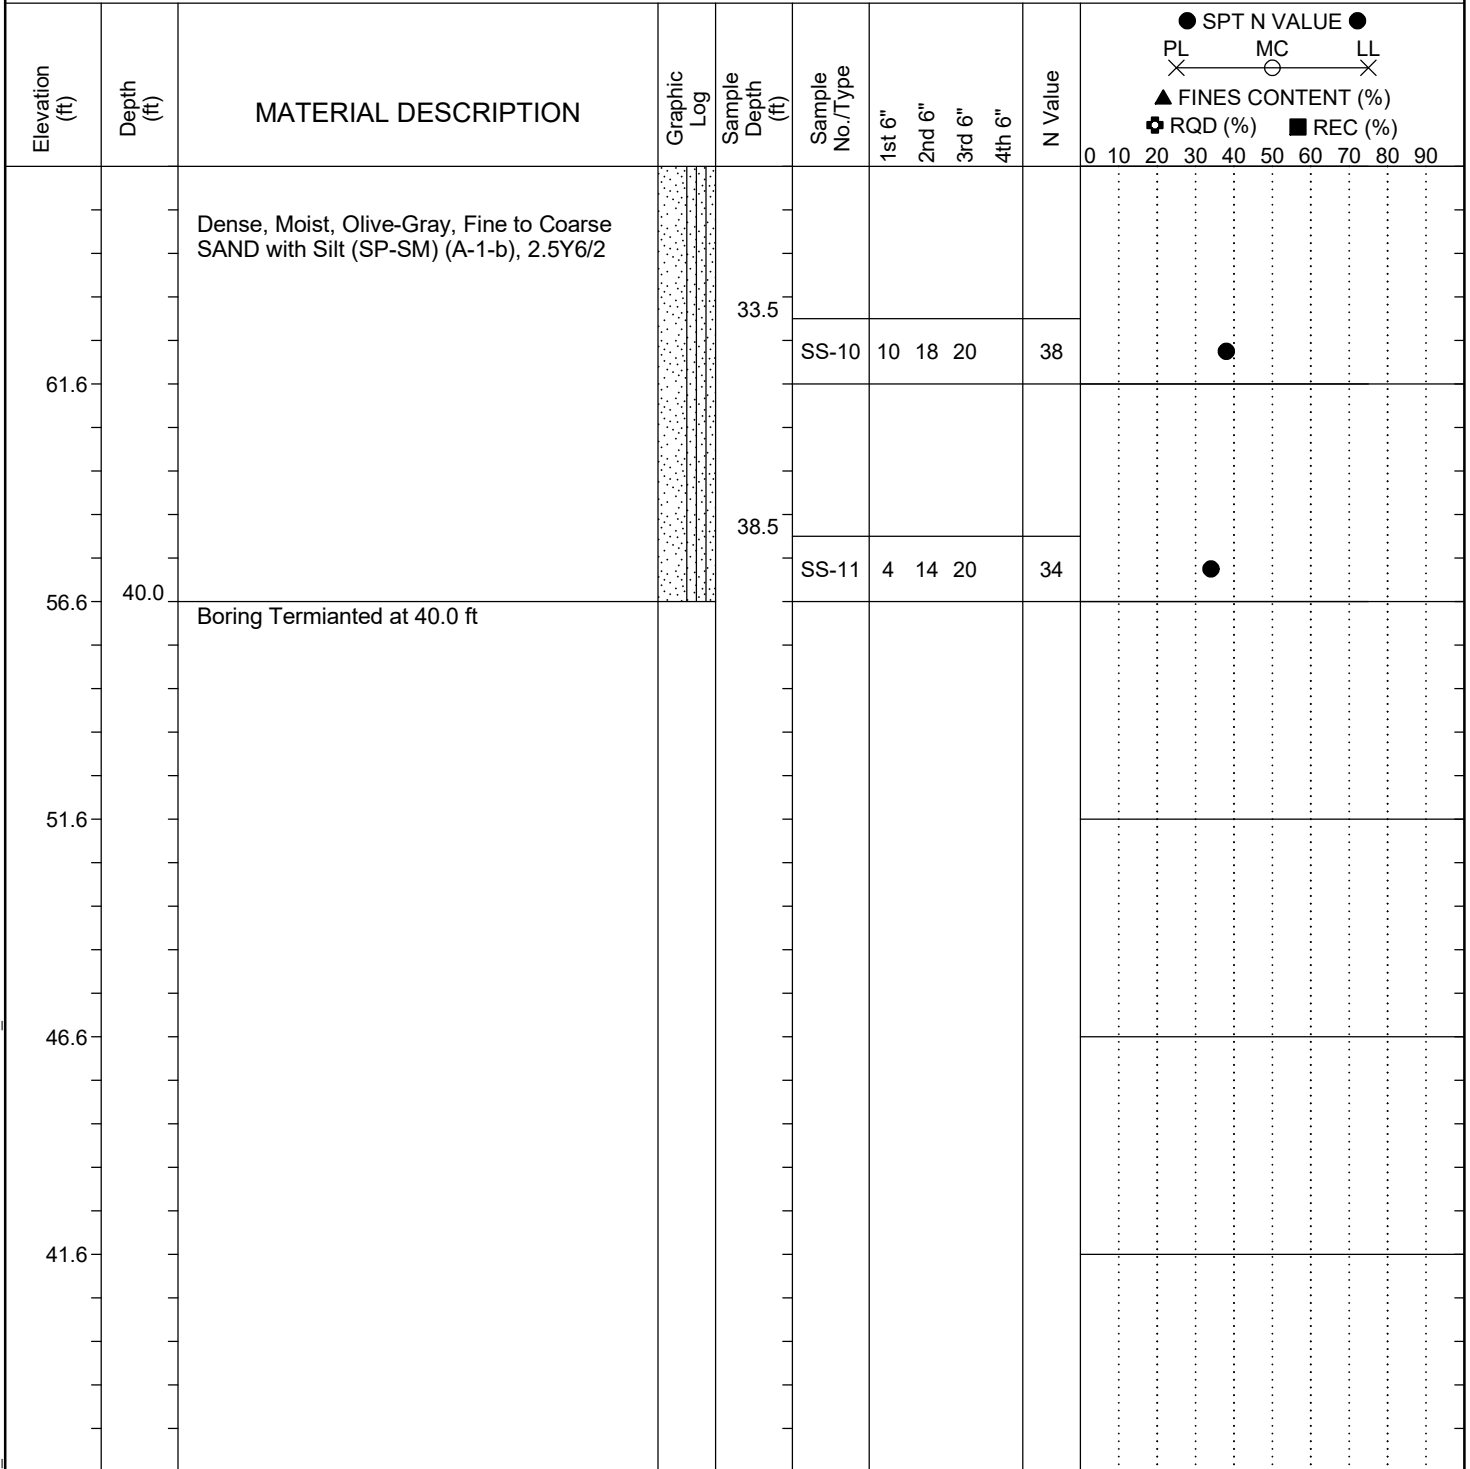 Elevation
(ft)
Depth
(ft)
MATERIAL DESCRIPTION
Graphic
Log
Sample
Depth
(ft)
Sample
No./Type
1st 6"
2nd 6"
3rd 6"
4th 6"
N Value
● SPT N VALUE ●
PL MC LL
▲ FINES CONTENT (%)
RQD (%) ■ REC (%)
0 10 20 30 40 50 60 70 80 90
Dense, Moist, Olive-Gray, Fine to Coarse
SAND with Silt (SP-SM) (A-1-b), 2.5Y6/2
33.5
SS-10 10 18 20 38
61.6
38.5
SS-11 4 14 20 34
40.0
56.6
Boring Termianted at 40.0 ft
51.6
46.6
41.6